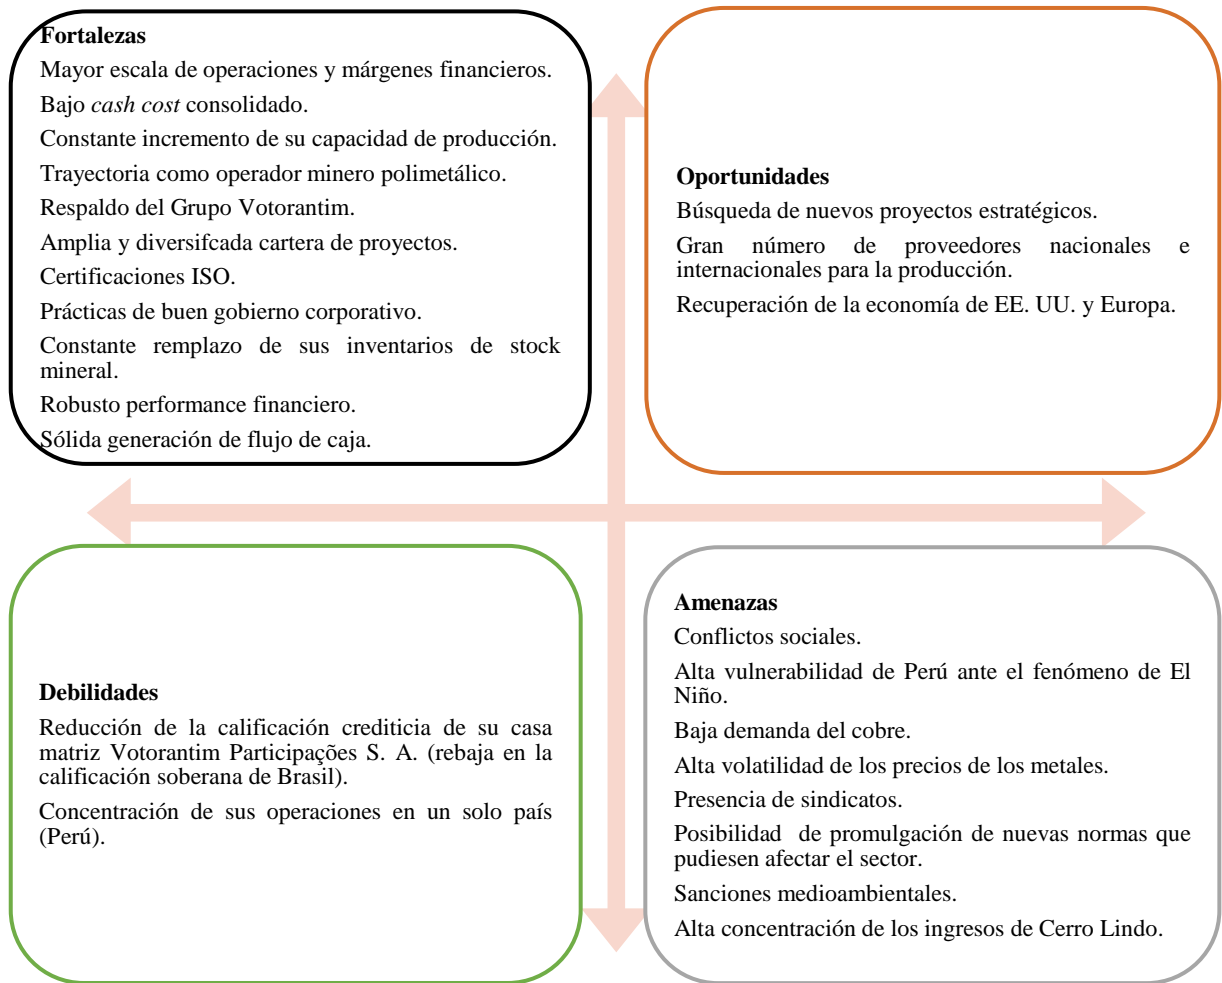 Fortalezas
Mayor escala de operaciones y márgenes financieros.
Bajo cash cost consolidado.
Constante incremento de su capacidad de producción.
Trayectoria como operador minero polimetálico.
Respaldo del Grupo Votorantim.
Amplia y diversifcada cartera de proyectos.
Certificaciones ISO.
Prácticas de buen gobierno corporativo.
Constante remplazo de sus inventarios de stock
mineral.
Robusto performance financiero.
Sólida generación de flujo de caja.
Oportunidades
Búsqueda de nuevos proyectos estratégicos.
Gran número de proveedores nacionales e
internacionales para la producción.
Recuperación de la economía de EE. UU. y Europa.
Debilidades
Reducción de la calificación crediticia de su casa
matriz Votorantim Participações S. A. (rebaja en la
calificación soberana de Brasil).
Concentración de sus operaciones en un solo país
(Perú).
Amenazas
Conflictos sociales.
Alta vulnerabilidad de Perú ante el fenómeno de El
Niño.
Baja demanda del cobre.
Alta volatilidad de los precios de los metales.
Presencia de sindicatos.
Posibilidad de promulgación de nuevas normas que
pudiesen afectar el sector.
Sanciones medioambientales.
Alta concentración de los ingresos de Cerro Lindo.